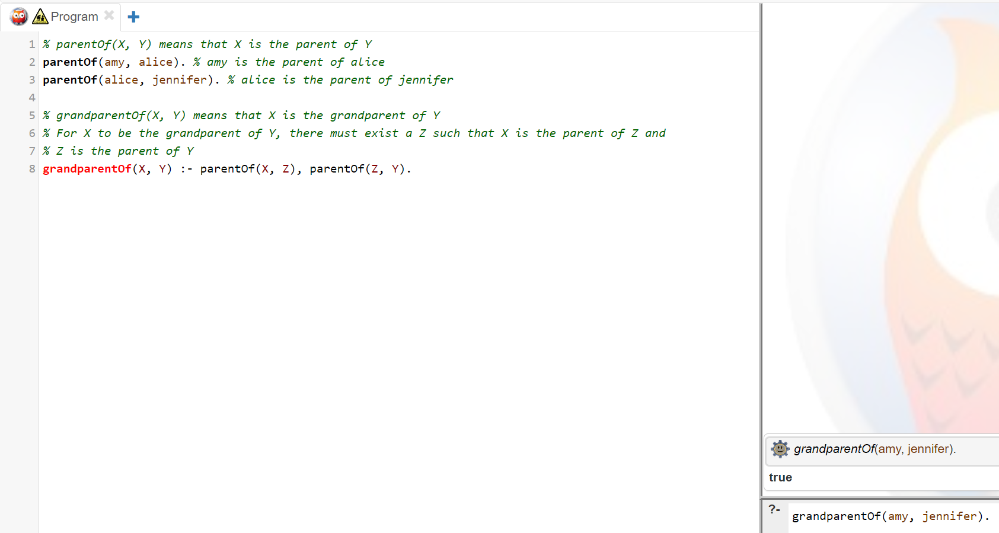 Program
1 % parentOf(X, Y) means that X is the parent of Y
2 parentOf(amy, alice). % amy is the parent of alice
3 parentOf(alice, jennifer). % alice is the parent of jennifer
4
5 % grandparentOf(X, Y) means that X is the grandparent of Y
6 % For X to be the grandparent of Y, there must exist a Z such that X is the parent of Z and
7 % Z is the parent of Y
8 grandparentOf(X, Y) :- parentOf(X, Z), parentOf(Z, Y).
grandparentOf(amy, jennifer).
true
?- grandparentOf(amy, jennifer).